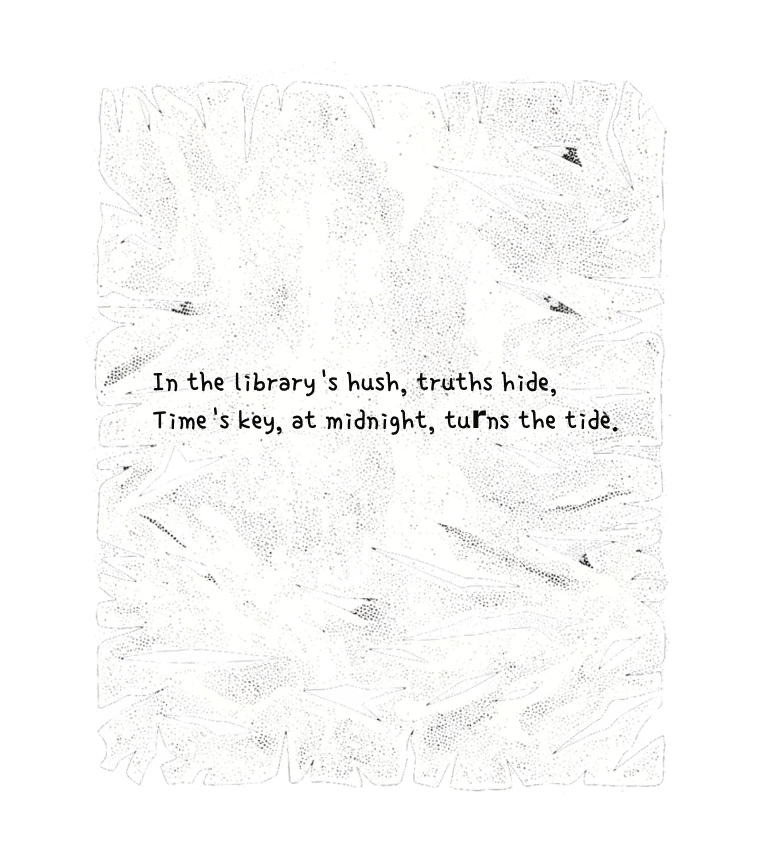 In the library's hush, truths hide,
Time's key, at midnight, turns the tide.